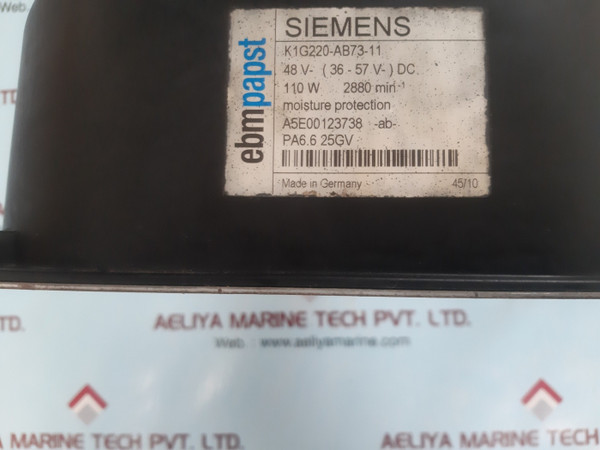 Web.
ebmpapst
SIEMENS
K1G220-AB73-11
48 V- ( 36 - 57 V- ) DC
110 W 2880 min⁻¹
moisture protection
A5E00123738 -ab-
PA6.6 25GV
Made in Germany 45/10
TD.
AELIYA MARINE TECH PVT. LTD.
Web. : www.aeliyamarine.com
A MARINE TECH PVT. LTD.
AELIYA MARINE TECH